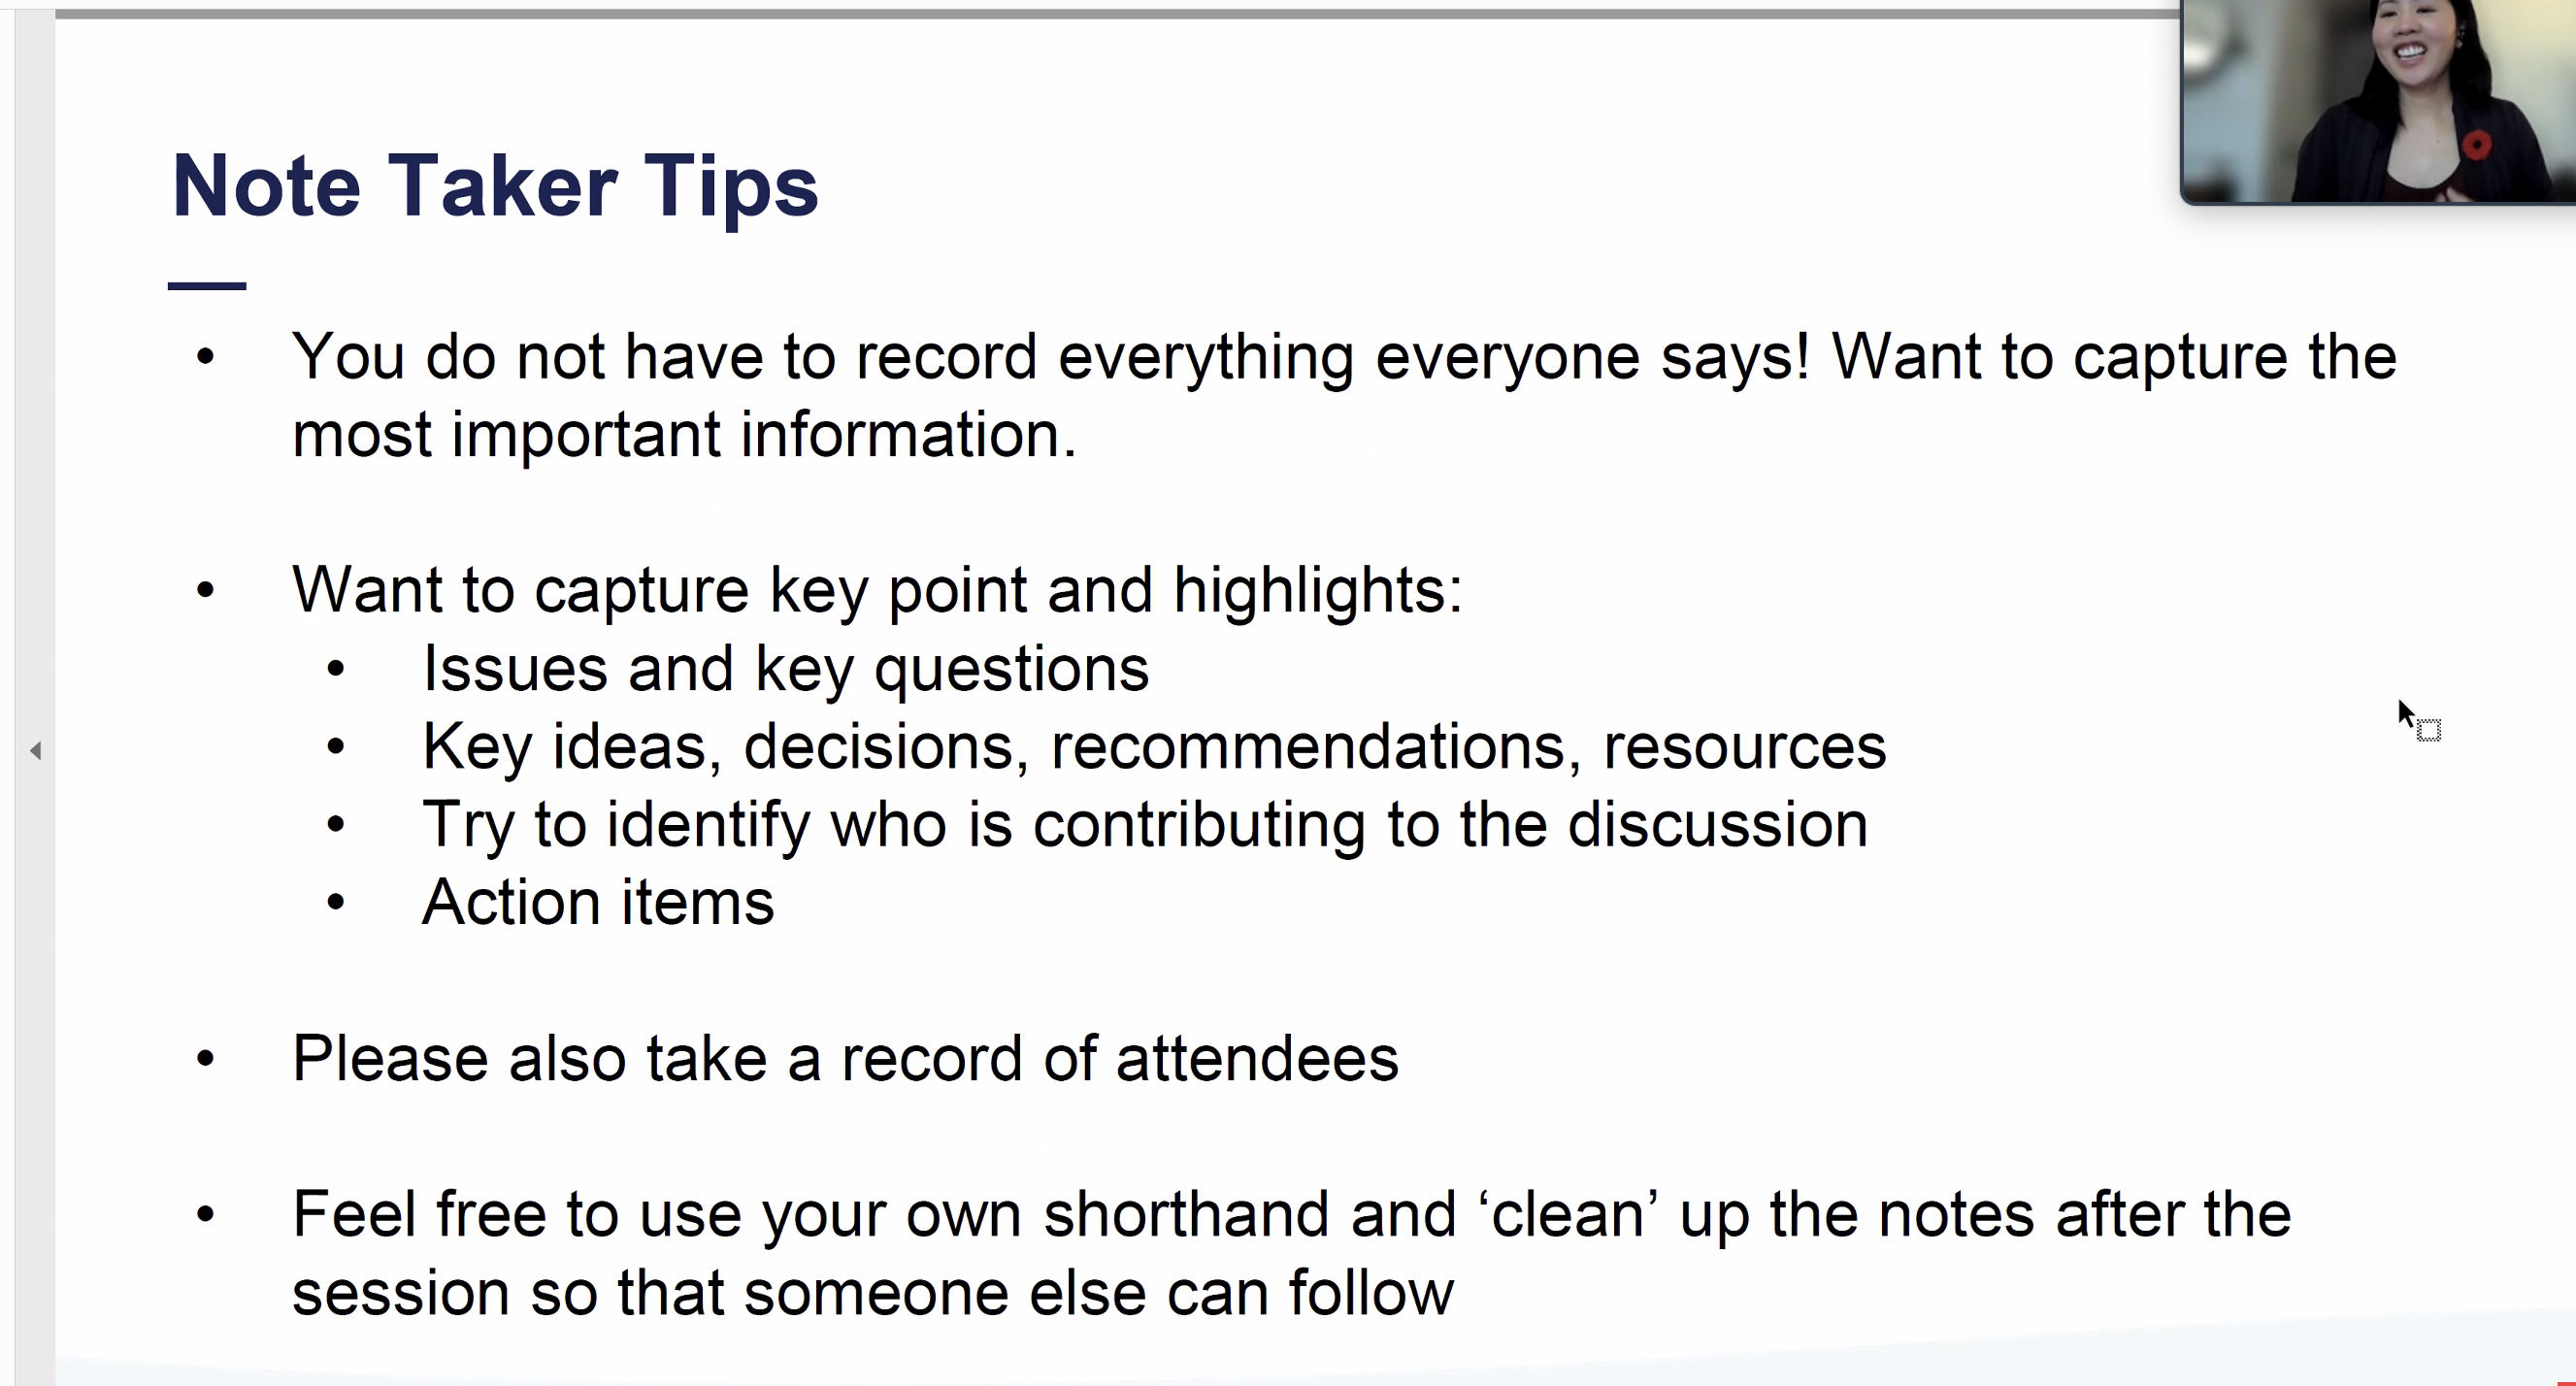 Note Taker Tips
• You do not have to record everything everyone says! Want to capture the
most important information.
• Want to capture key point and highlights:
• Issues and key questions
• Key ideas, decisions, recommendations, resources
• Try to identify who is contributing to the discussion
• Action items
• Please also take a record of attendees
• Feel free to use your own shorthand and ‘clean’ up the notes after the
session so that someone else can follow